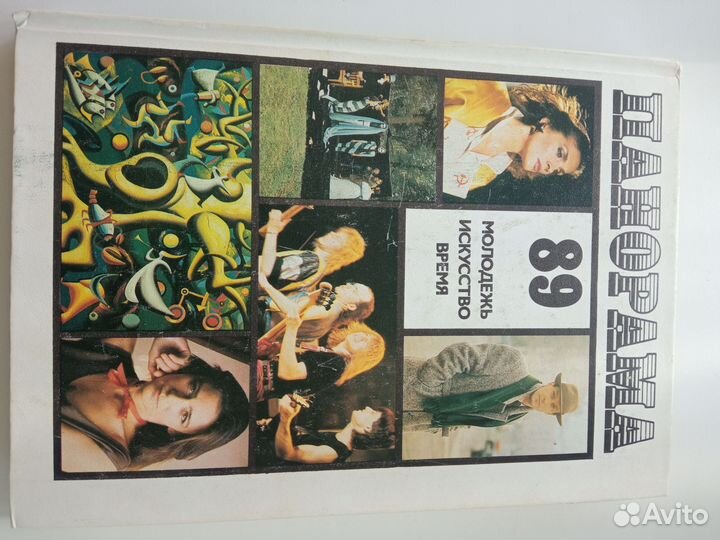 ПАНОРАМА
89
МОЛОДЕЖЬ
ИСКУССТВО
ВРЕМЯ
Avito